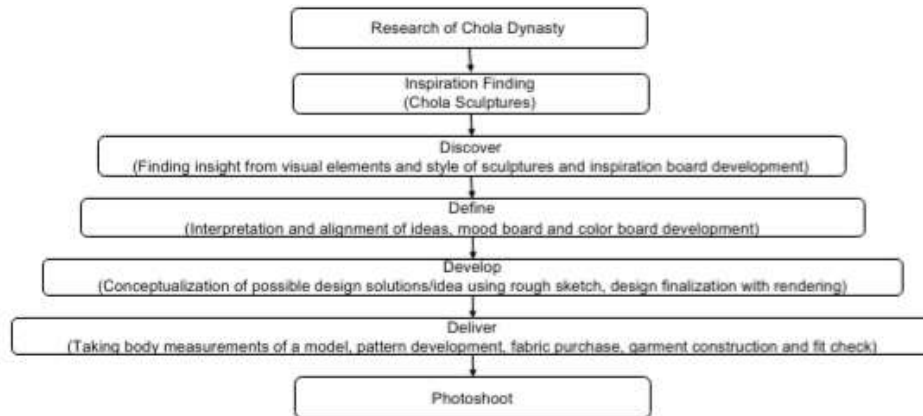 Research of Chola Dynasty
Inspiration Finding
(Chola Sculptures)
Discover
(Finding insight from visual elements and style of sculptures and inspiration board development)
Define
(Interpretation and alignment of ideas, mood board and color board development)
Develop
(Conceptualization of possible design solutions/idea using rough sketch, design finalization with rendering)
Deliver
(Taking body measurements of a model, pattern development, fabric purchase, garment construction and fit check)
Photoshoot